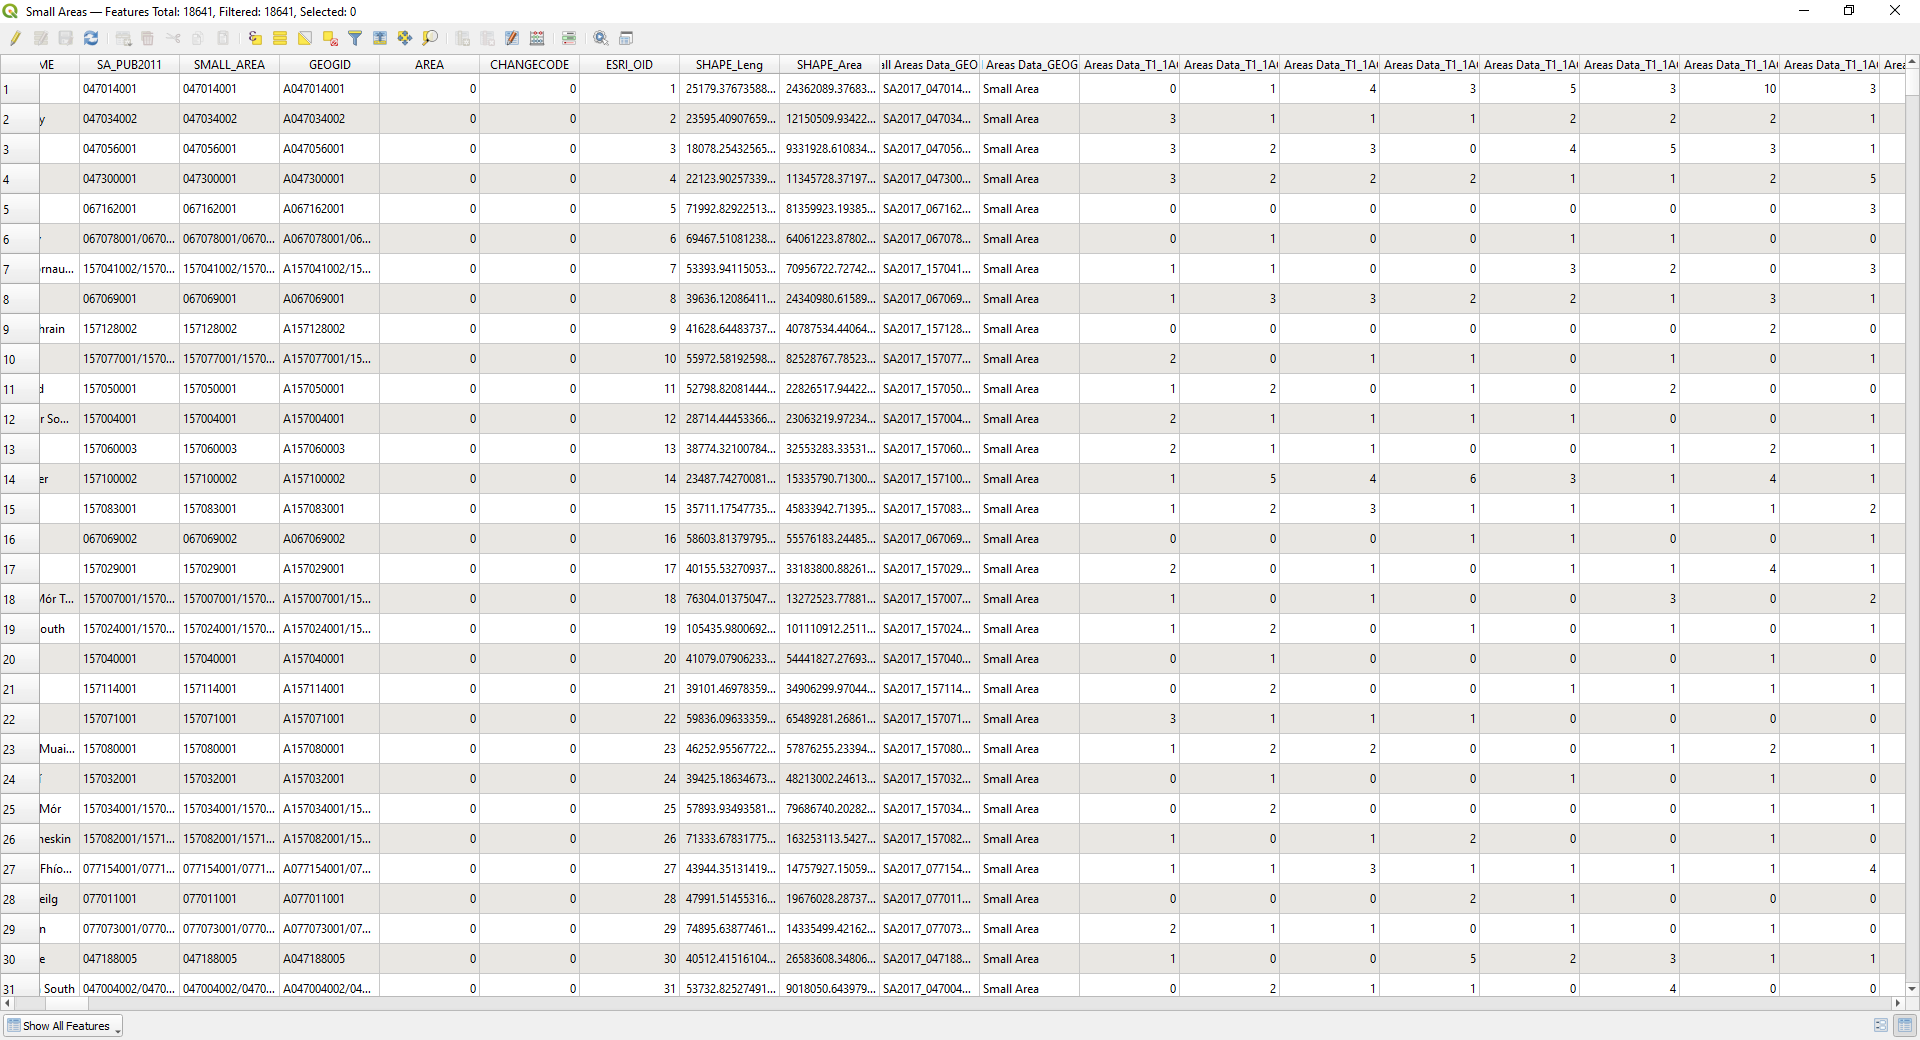 Small Areas — Features Total: 18641, Filtered: 18641, Selected: 0
ME SA_PUB2011 SMALL_AREA GEOGID AREA CHANGECODE ESRI_OID SHAPE_Leng SHAPE_Area all Areas Data_GEO Areas Data_GEOG Areas Data_T1_1A( Areas Data_T1_1A( Areas Data_T1_1A( Areas Data_T1_1A( Areas Data_T1_1A( Areas Data_T1_1A( Areas Data_T1_1A( Areas Data_T1_1A( Area
1 047014001 047014001 A047014001 0 0 1 25179.37673588... 24362089.37683... SA2017_047014... Small Area 0 1 4 3 5 3 10 3
2 y 047034002 047034002 A047034002 0 0 2 23595.40907659... 12150509.93422... SA2017_047034... Small Area 3 1 1 1 2 2 2 1
3 047056001 047056001 A047056001 0 0 3 18078.25432565... 9331928.610834... SA2017_047056... Small Area 3 2 3 0 4 5 3 1
4 047300001 047300001 A047300001 0 0 4 22123.90257339... 11345728.37197... SA2017_047300... Small Area 3 2 2 2 1 1 2 5
5 067162001 067162001 A067162001 0 0 5 71992.82922513... 81359923.19385... SA2017_067162... Small Area 0 0 0 0 0 0 0 3
6 067078001/0670... 067078001/0670... A067078001/06... 0 0 6 69467.51081238... 64061223.87802... SA2017_067078... Small Area 0 1 0 0 1 1 0 0
7 rnau... 157041002/1570... 157041002/1570... A157041002/15... 0 0 7 53393.94115053... 70956722.72742... SA2017_157041... Small Area 1 1 0 0 3 2 0 3
8 067069001 067069001 A067069001 0 0 8 39636.12086411... 24340980.61589... SA2017_067069... Small Area 1 3 3 2 2 1 3 1
9 hrain 157128002 157128002 A157128002 0 0 9 41628.64483737... 40787534.44064... SA2017_157128... Small Area 0 0 0 0 0 0 2 0
10 157077001/1570... 157077001/1570... A157077001/15... 0 0 10 55972.58192598... 82528767.78523... SA2017_157077... Small Area 2 0 1 1 0 1 0 1
11 d 157050001 157050001 A157050001 0 0 11 52798.82081444... 22826517.94422... SA2017_157050... Small Area 1 2 0 1 0 2 0 0
12 r So... 157004001 157004001 A157004001 0 0 12 28714.44453366... 23063219.97234... SA2017_157004... Small Area 2 1 1 1 1 0 0 1
13 157060003 157060003 A157060003 0 0 13 38774.32100784... 32553283.33531... SA2017_157060... Small Area 2 1 1 0 0 1 2 1
14 er 157100002 157100002 A157100002 0 0 14 23487.74270081... 15335790.71300... SA2017_157100... Small Area 1 5 4 6 3 1 4 1
15 157083001 157083001 A157083001 0 0 15 35711.17547735... 45833942.71395... SA2017_157083... Small Area 1 2 3 1 1 1 1 2
16 067069002 067069002 A067069002 0 0 16 58603.81379795... 55576183.24485... SA2017_067069... Small Area 0 0 0 1 1 0 0 1
17 157029001 157029001 A157029001 0 0 17 40155.53270937... 33183800.88261... SA2017_157029... Small Area 2 0 1 0 1 1 4 1
18 Mór T... 157007001/1570... 157007001/1570... A157007001/15... 0 0 18 76304.01375047... 13272523.77881... SA2017_157007... Small Area 1 0 1 0 0 3 0 2
19 outh 157024001/1570... 157024001/1570... A157024001/15... 0 0 19 105435.9800692... 101110912.2511... SA2017_157024... Small Area 1 2 0 1 0 1 0 1
20 157040001 157040001 A157040001 0 0 20 41079.07906233... 54441827.27693... SA2017_157040... Small Area 0 1 0 0 0 0 1 0
21 157114001 157114001 A157114001 0 0 21 39101.46978359... 34906299.97044... SA2017_157114... Small Area 0 2 0 0 1 1 1 1
22 157071001 157071001 A157071001 0 0 22 59836.09633359... 65489281.26861... SA2017_157071... Small Area 3 1 1 1 0 0 0 0
23 Muai... 157080001 157080001 A157080001 0 0 23 46252.95567722... 57876255.23394... SA2017_157080... Small Area 1 2 2 0 0 1 2 1
24 157032001 157032001 A157032001 0 0 24 39425.18634673... 48213002.24613... SA2017_157032... Small Area 0 1 0 0 1 0 1 0
25 Mór 157034001/1570... 157034001/1570... A157034001/15... 0 0 25 57893.93493581... 79686740.20282... SA2017_157034... Small Area 0 2 0 0 0 0 1 1
26 neskin 157082001/1571... 157082001/1571... A157082001/15... 0 0 26 71333.67831775... 163253113.5427... SA2017_157082... Small Area 1 0 1 2 0 0 1 0
27 Fhío... 077154001/0771... 077154001/0771... A077154001/07... 0 0 27 43944.35131419... 14757927.15059... SA2017_077154... Small Area 1 1 3 1 1 1 1 4
28 eilg 077011001 077011001 A077011001 0 0 28 47991.51455316... 19676028.28737... SA2017_077011... Small Area 0 0 0 2 1 0 0 0
29 n 077073001/0770... 077073001/0770... A077073001/07... 0 0 29 74895.63877461... 14335499.42162... SA2017_077073... Small Area 2 1 1 0 1 0 1 0
30 e 047188005 047188005 A047188005 0 0 30 40512.41516104... 26583608.34806... SA2017_047188... Small Area 1 0 0 5 2 3 1 1
31 South 047004002/0470... 047004002/0470... A047004002/04... 0 0 31 53732.82527491... 9018050.643979... SA2017_047004... Small Area 0 2 1 1 0 4 0 0
Show All Features